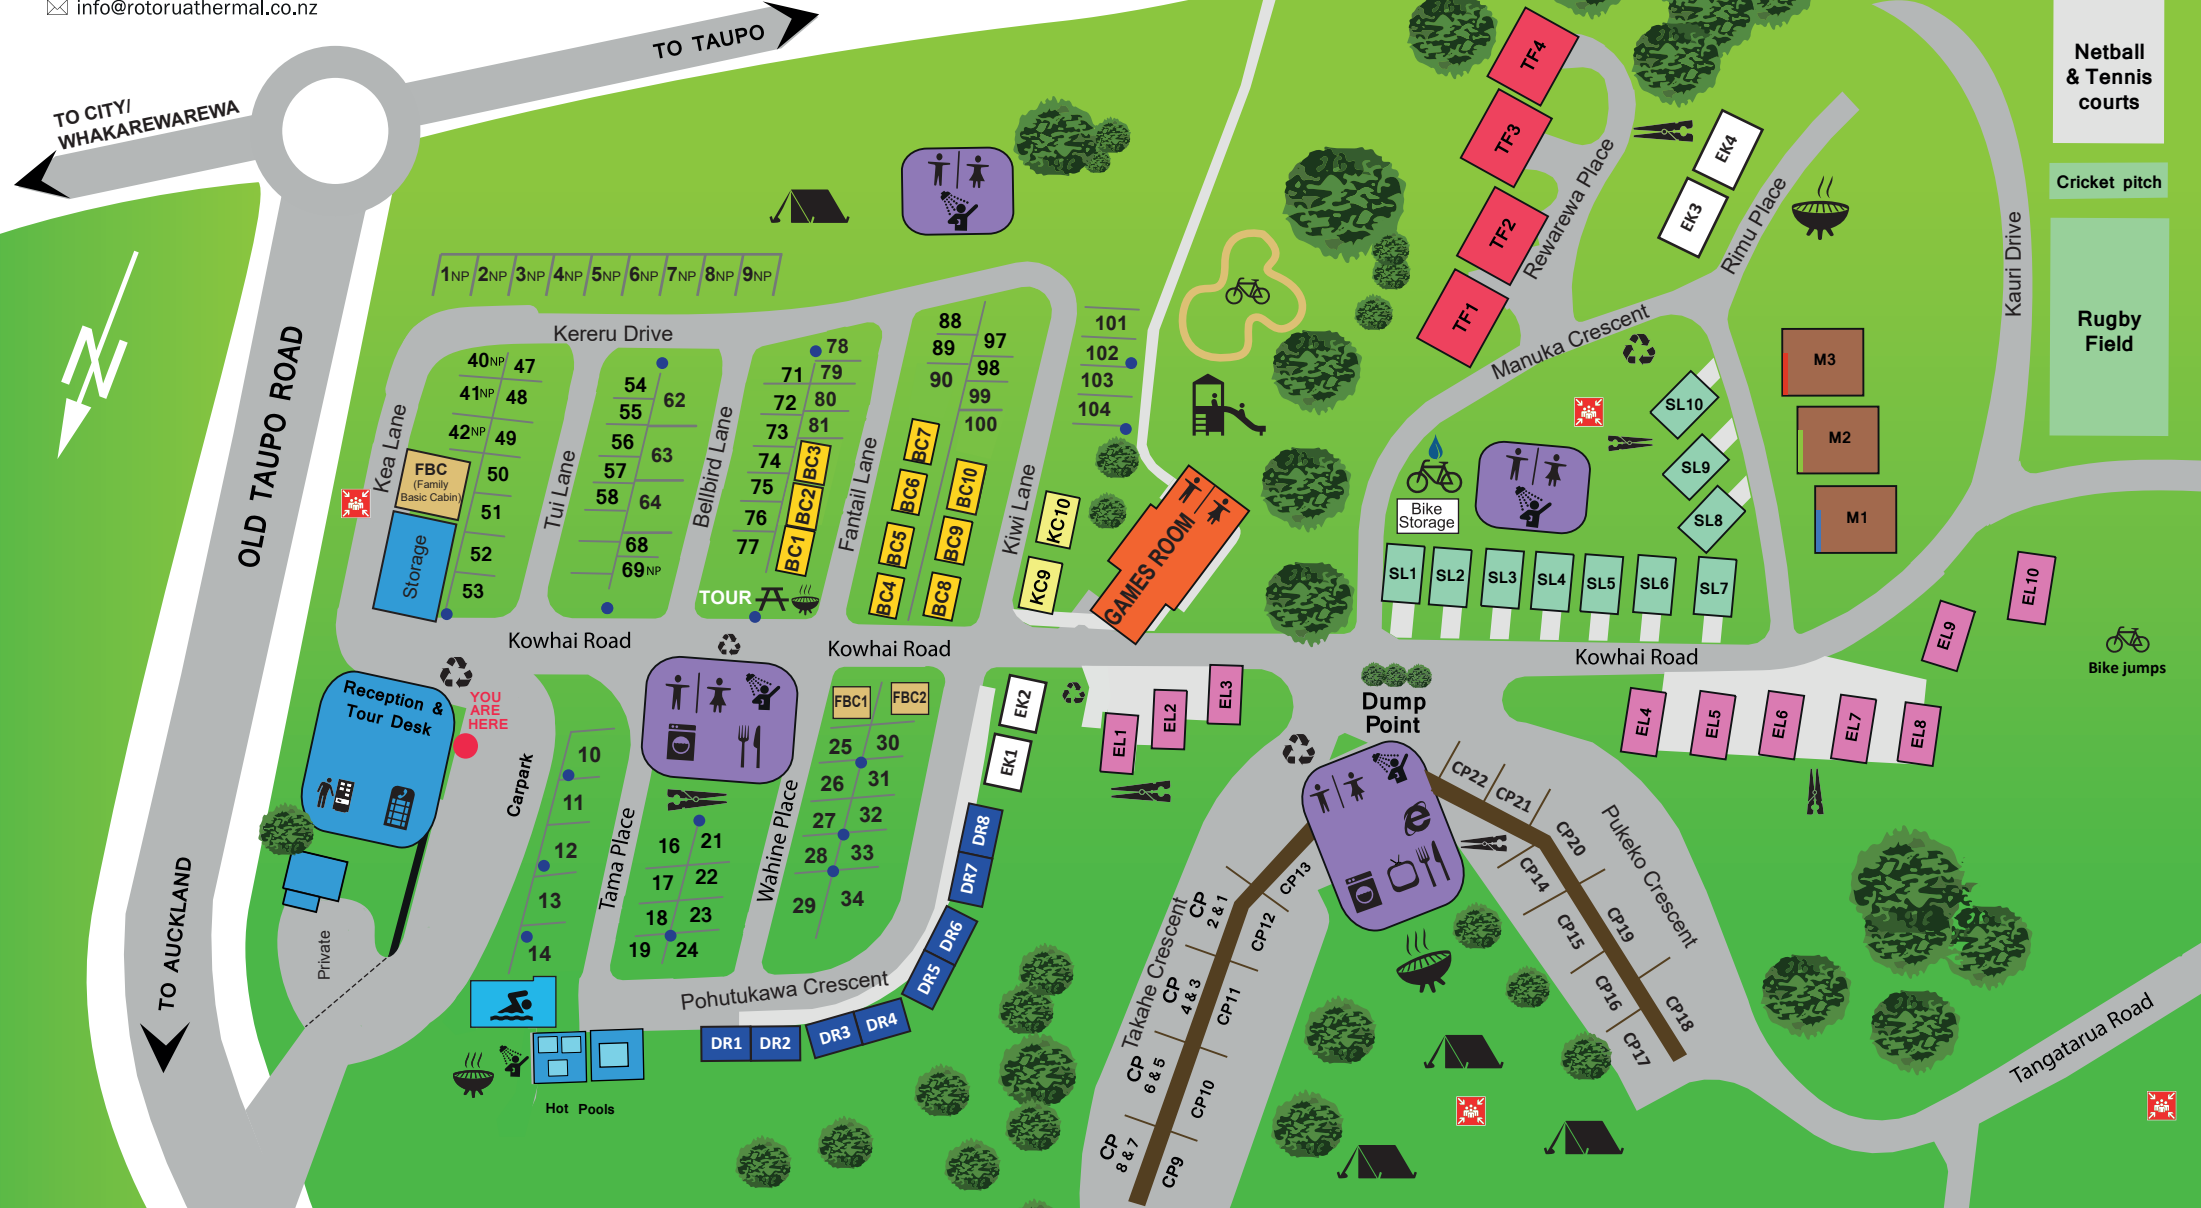 info@rotoruathermal.co.nz
TO TAUPO
TO CITY/
WHAKAREWAREWA
OLD TAUPO ROAD
TO AUCKLAND
N
1NP 2NP 3NP 4NP 5NP 6NP 7NP 8NP 9NP
Kereru Drive
Kea Lane
40NP 47
41NP 48
42NP 49
50
51
52
53
FBC
(Family
Basic Cabin)
Storage
Tui Lane
54
55
56
57
58
62
63
64
68
69NP
Bellbird Lane
71
72
73
74
75
76
77
78
79
80
81
BC3
BC2
BC1
TOUR
Fantail Lane
88
89
90
97
98
99
100
BC7
BC6
BC5
BC4
BC10
BC9
BC8
Kiwi Lane
101
102
103
104
KC10
KC9
GAMES ROOM
TF4
TF3
TF2
TF1
Rewarewa Place
EK4
EK3
Rimu Place
Manuka Crescent
Kauri Drive
Netball
& Tennis
courts
Cricket pitch
Rugby
Field
M3
M2
M1
SL10
SL9
SL8
Bike
Storage
SL1 SL2 SL3 SL4 SL5 SL6 SL7
EL10
EL9
Bike jumps
Kowhai Road
Kowhai Road
Kowhai Road
Reception &
Tour Desk
YOU
ARE
HERE
Carpark
Private
10
11
12
13
14
Tama Place
16
17
18
19
21
22
23
24
Wahine Place
FBC1
FBC2
25
26
27
28
29
30
31
32
33
34
EK2
EK1
DR8
DR7
DR6
DR5
DR4
DR3
DR2
DR1
Pohutukawa Crescent
Hot Pools
EL1
EL2
EL3
Dump
Point
EL4
EL5
EL6
EL7
EL8
CP22
CP21
CP20
CP19
CP18
CP14
CP15
CP16
CP17
Pukeko Crescent
CP13
CP12
CP11
CP10
CP9
CP
2 & 1
CP
4 & 3
CP
6 & 5
CP
8 & 7
Takahe Crescent
Tangatarua Road